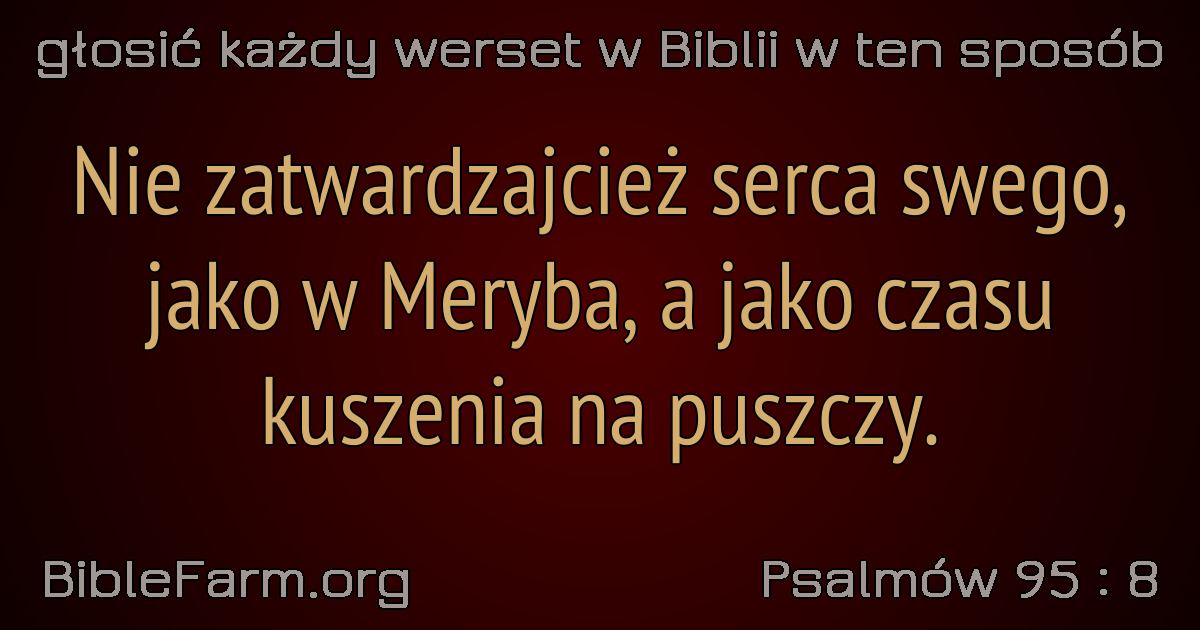 głosić każdy werset w Biblii w ten sposób
Nie zatwardzajcież serca swego,
jako w Meryba, a jako czasu
kuszenia na puszczy.
BibleFarm.org
Psalmów 95 : 8